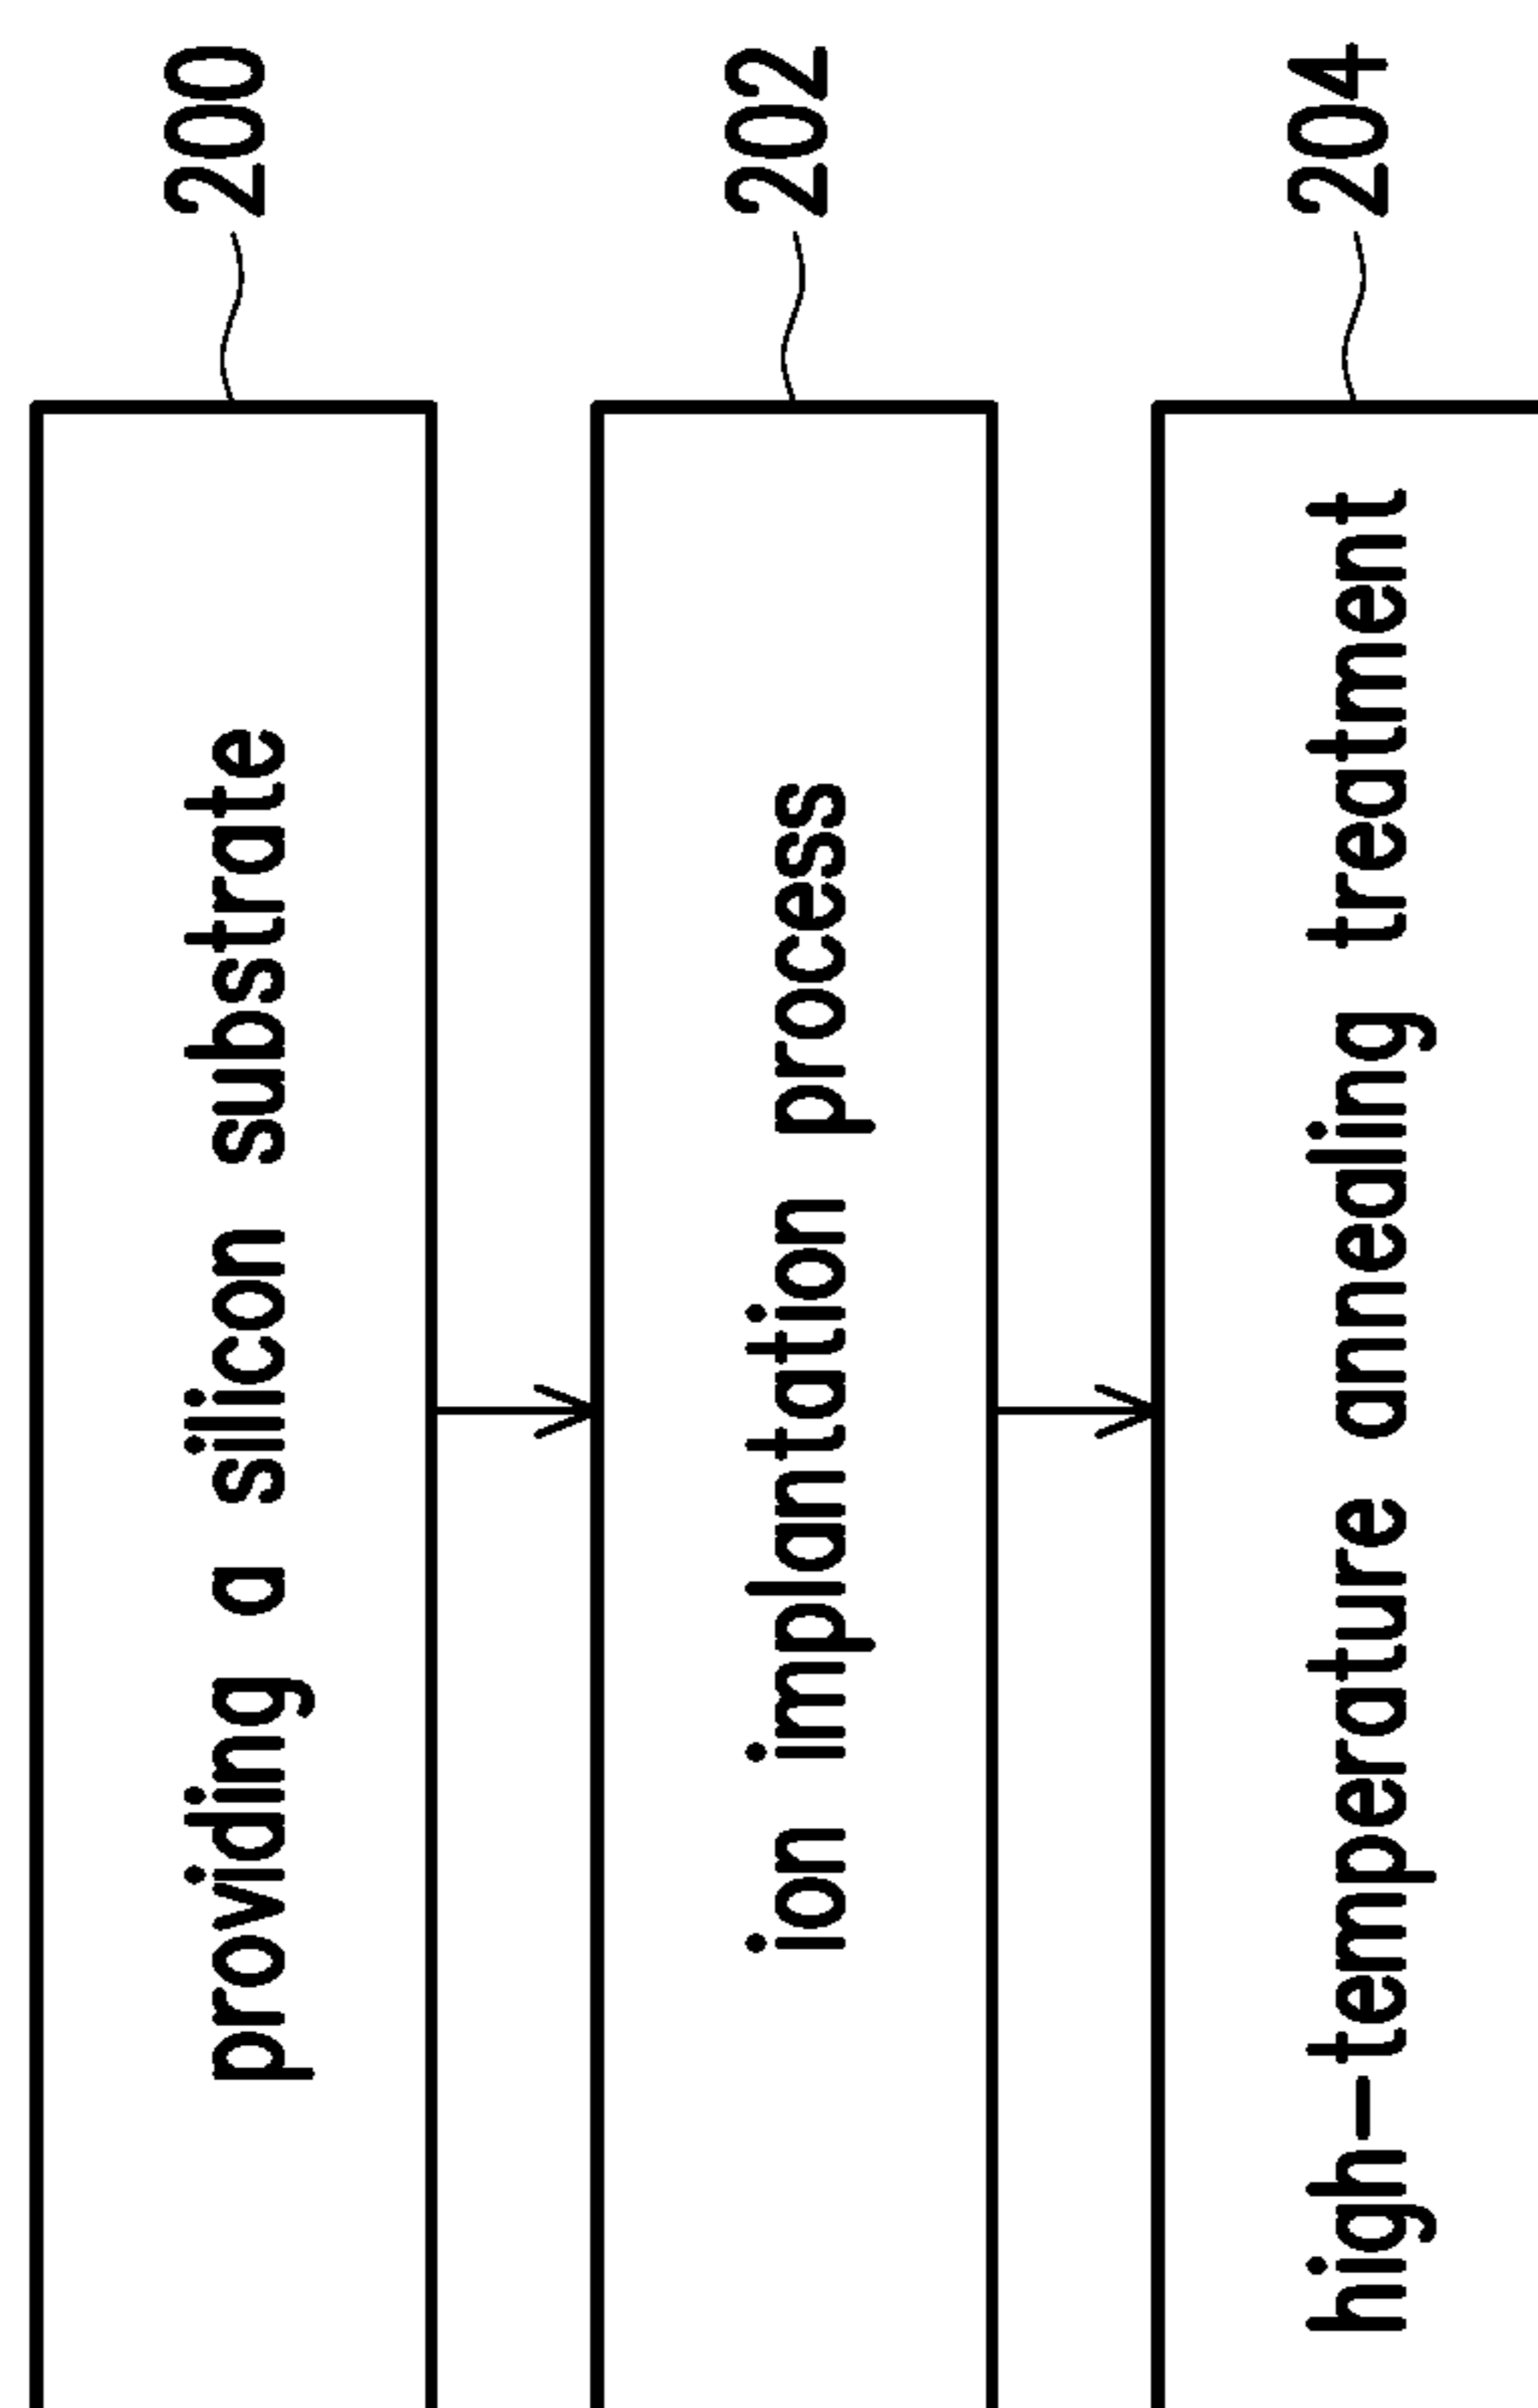 providing a silicon substrate 200
ion implantation process 202
high-temperature annealing treatment 204